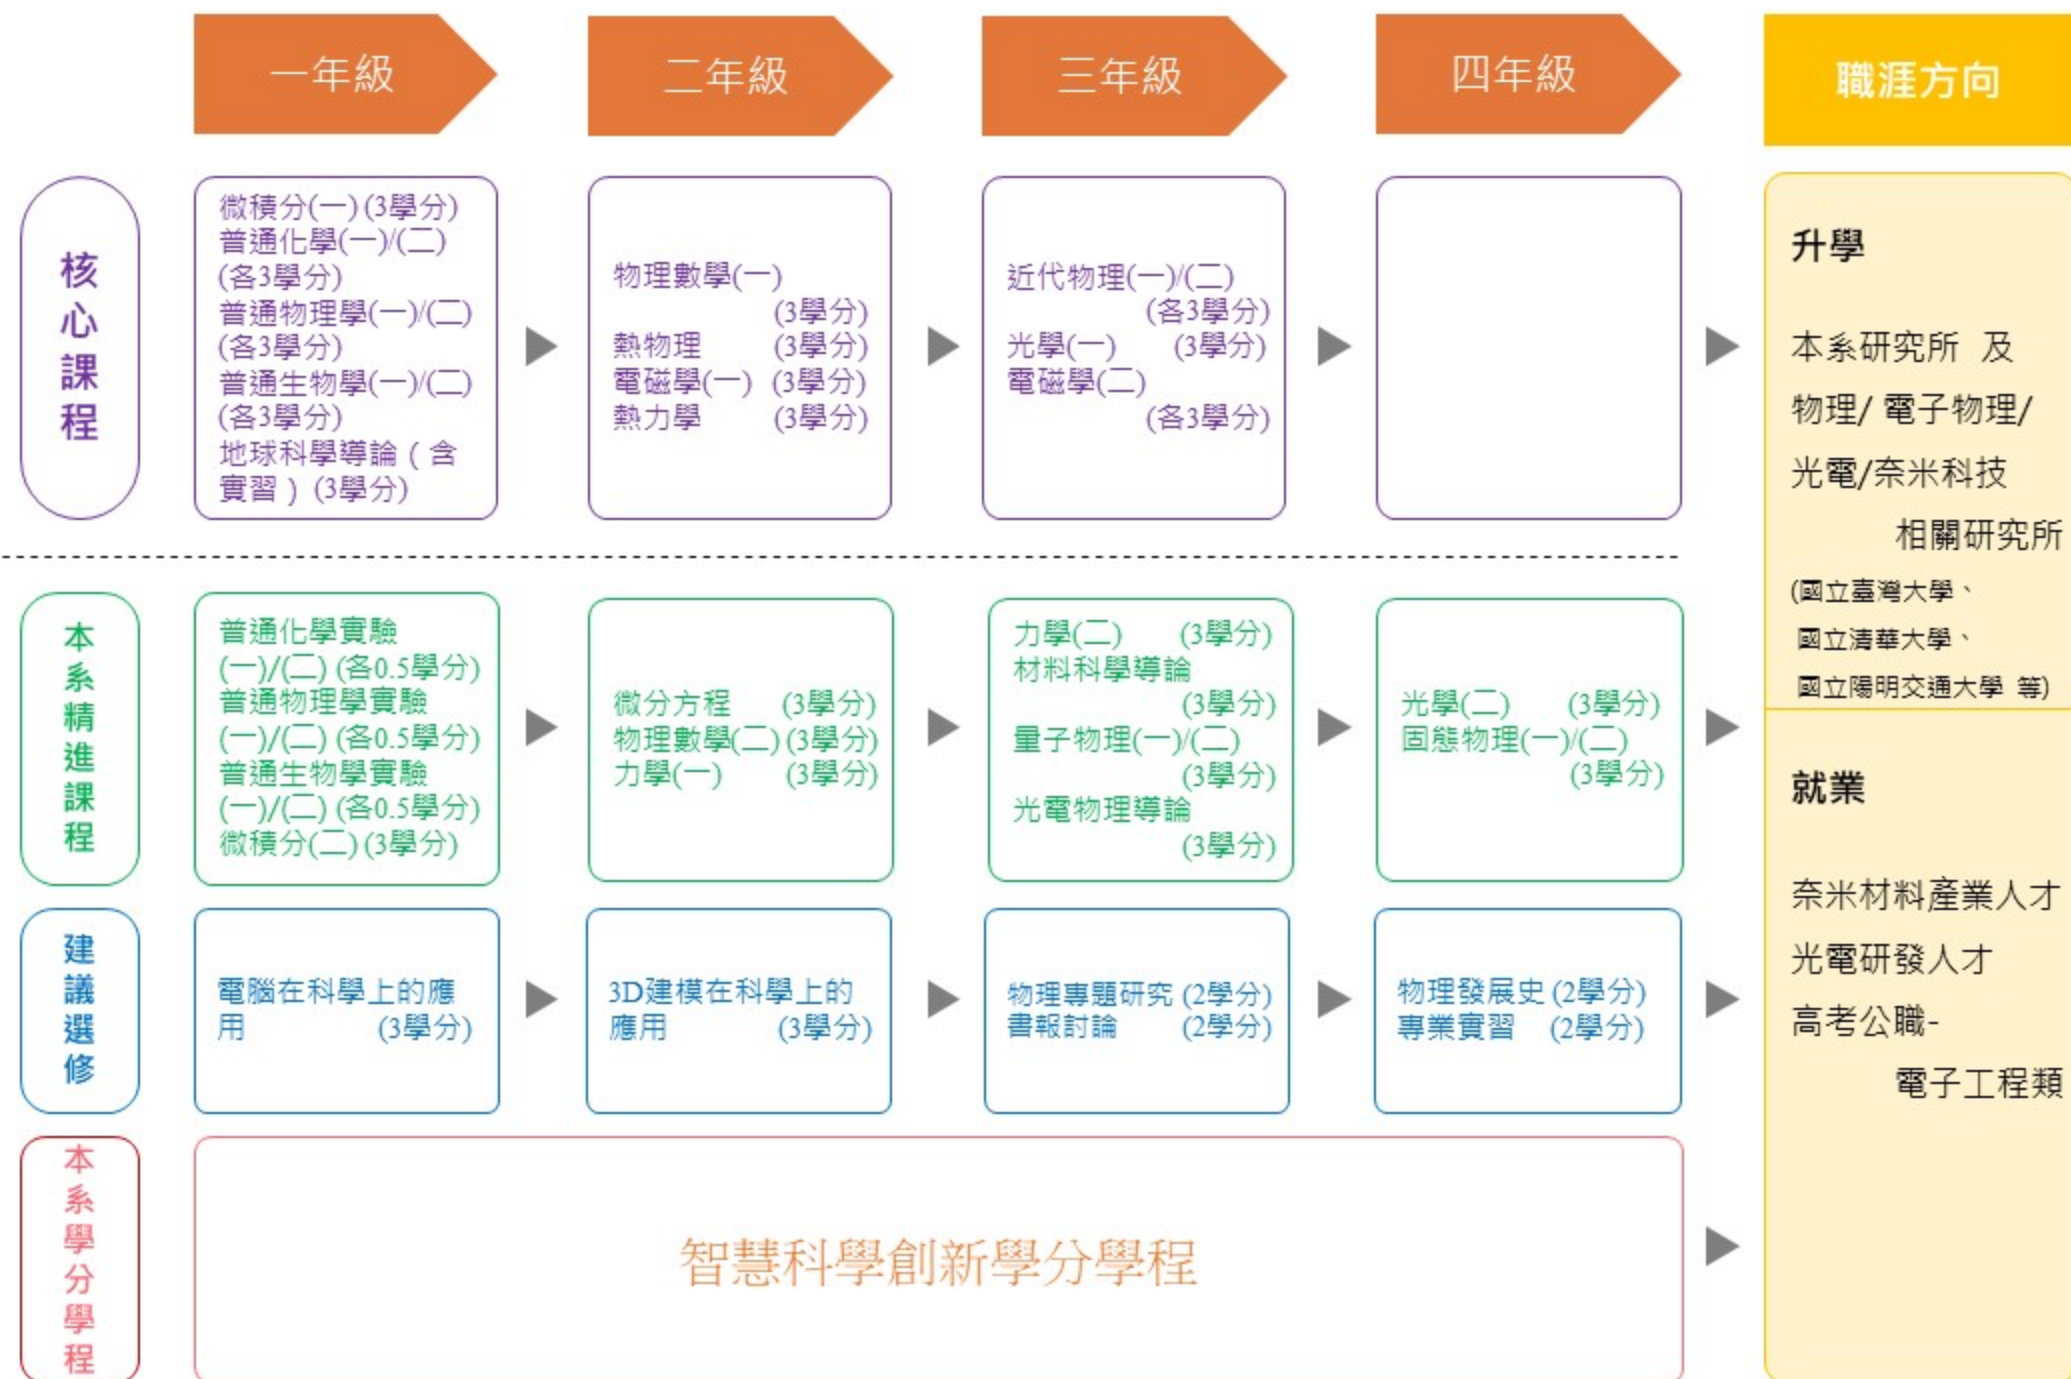 一年級
二年級
三年級
四年級
職涯方向
核心課程
微積分(一) (3學分)
普通化學(一)/(二)
(各3學分)
普通物理學(一)/(二)
(各3學分)
普通生物學(一)/(二)
(各3學分)
地球科學導論 ( 含
實習 ) (3學分)
物理數學(一)
(3學分)
熱物理 (3學分)
電磁學(一) (3學分)
熱力學 (3學分)
近代物理(一)/(二)
(各3學分)
光學(一) (3學分)
電磁學(二)
(各3學分)
本系精進課程
普通化學實驗
(一)/(二) (各0.5學分)
普通物理學實驗
(一)/(二) (各0.5學分)
普通生物學實驗
(一)/(二) (各0.5學分)
微積分(二) (3學分)
微分方程 (3學分)
物理數學(二) (3學分)
力學(一) (3學分)
力學(二) (3學分)
材料科學導論
(3學分)
量子物理(一)/(二)
(3學分)
光電物理導論
(3學分)
光學(二) (3學分)
固態物理(一)/(二)
(3學分)
建議選修
電腦在科學上的應
用 (3學分)
3D建模在科學上的
應用 (3學分)
物理專題研究 (2學分)
書報討論 (2學分)
物理發展史 (2學分)
專業實習 (2學分)
本系學分學程
智慧科學創新學分學程
升學
本系研究所 及
物理/ 電子物理/
光電/奈米科技
相關研究所
(國立臺灣大學、
國立清華大學、
國立陽明交通大學 等)
就業
奈米材料產業人才
光電研發人才
高考公職-
電子工程類